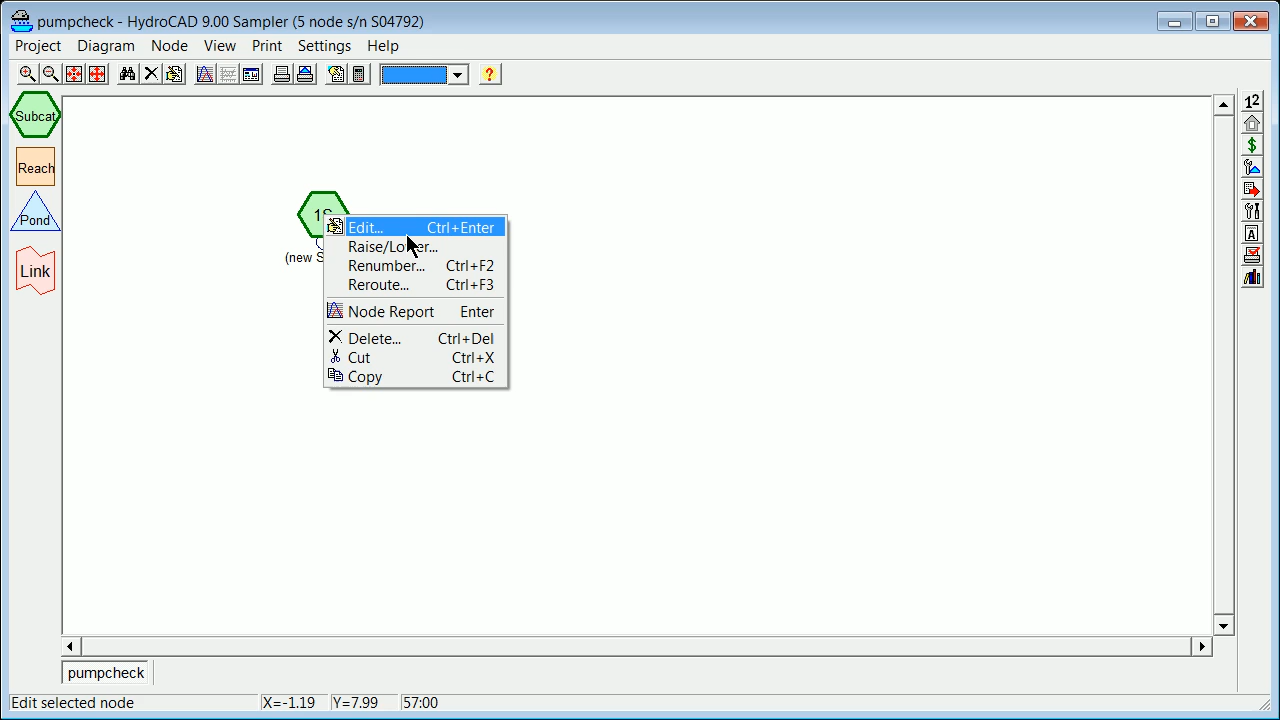 pumpcheck - HydroCAD 9.00 Sampler (5 node s/n S04792)
Project Diagram Node View Print Settings Help
?
Subcat
Reach
Pond
Link
12
$
A
(new
Edit... Ctrl+Enter
Renumber... Ctrl+F2
Reroute... Ctrl+F3
Node Report Enter
Delete... Ctrl+Del
Cut Ctrl+X
Copy Ctrl+C
pumpcheck
Edit selected node X=-1.19 Y=7.99 57:00